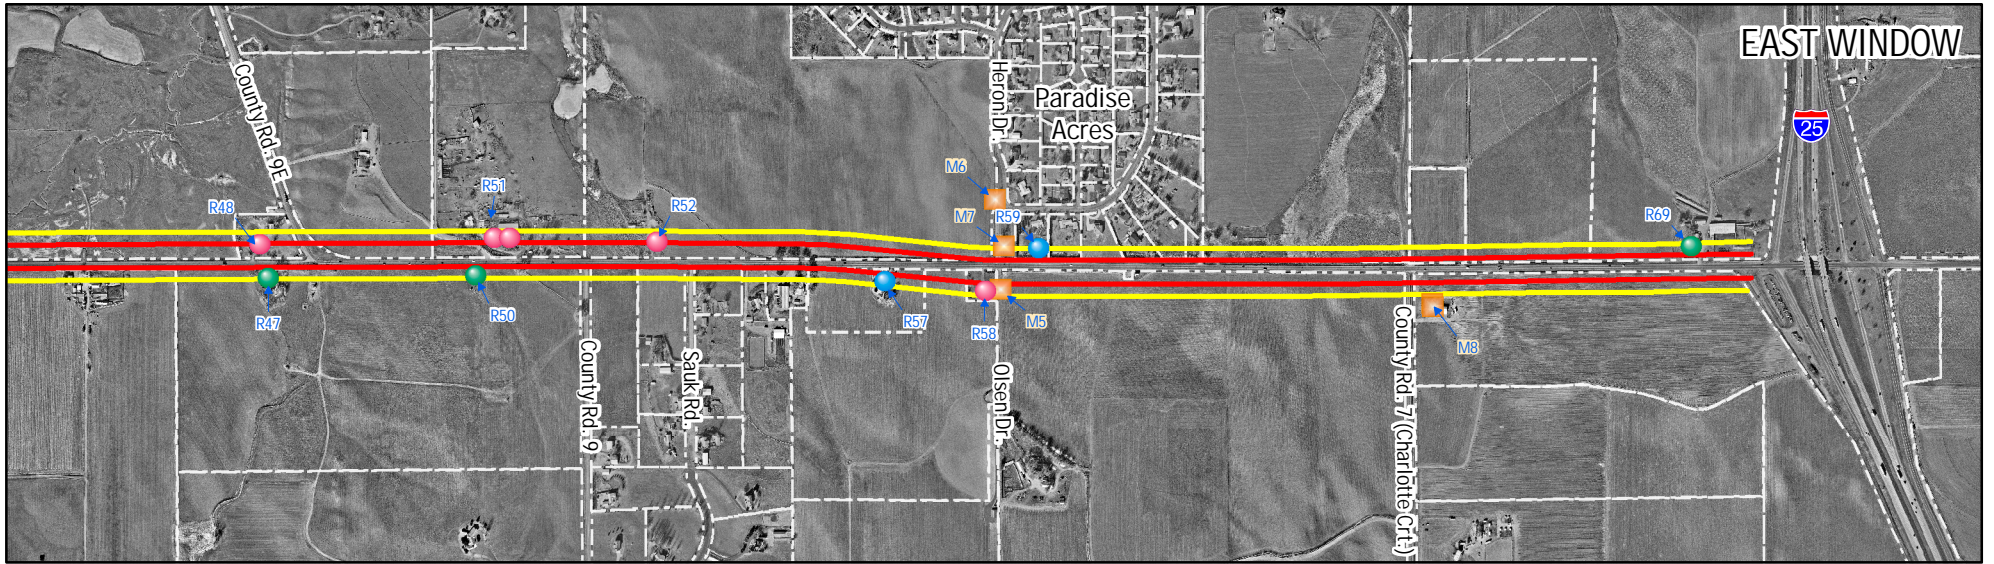 EAST WINDOW
County Rd. 9E
Heron Dr.
Paradise
Acres
25
M6
R51
R48
R52
M7
R59
R69
R47
R50
R57
R58
M5
M8
County Rd. 9
Sauk Rd.
Olsen Dr.
County Rd. 7 (Charlotte Crt.)